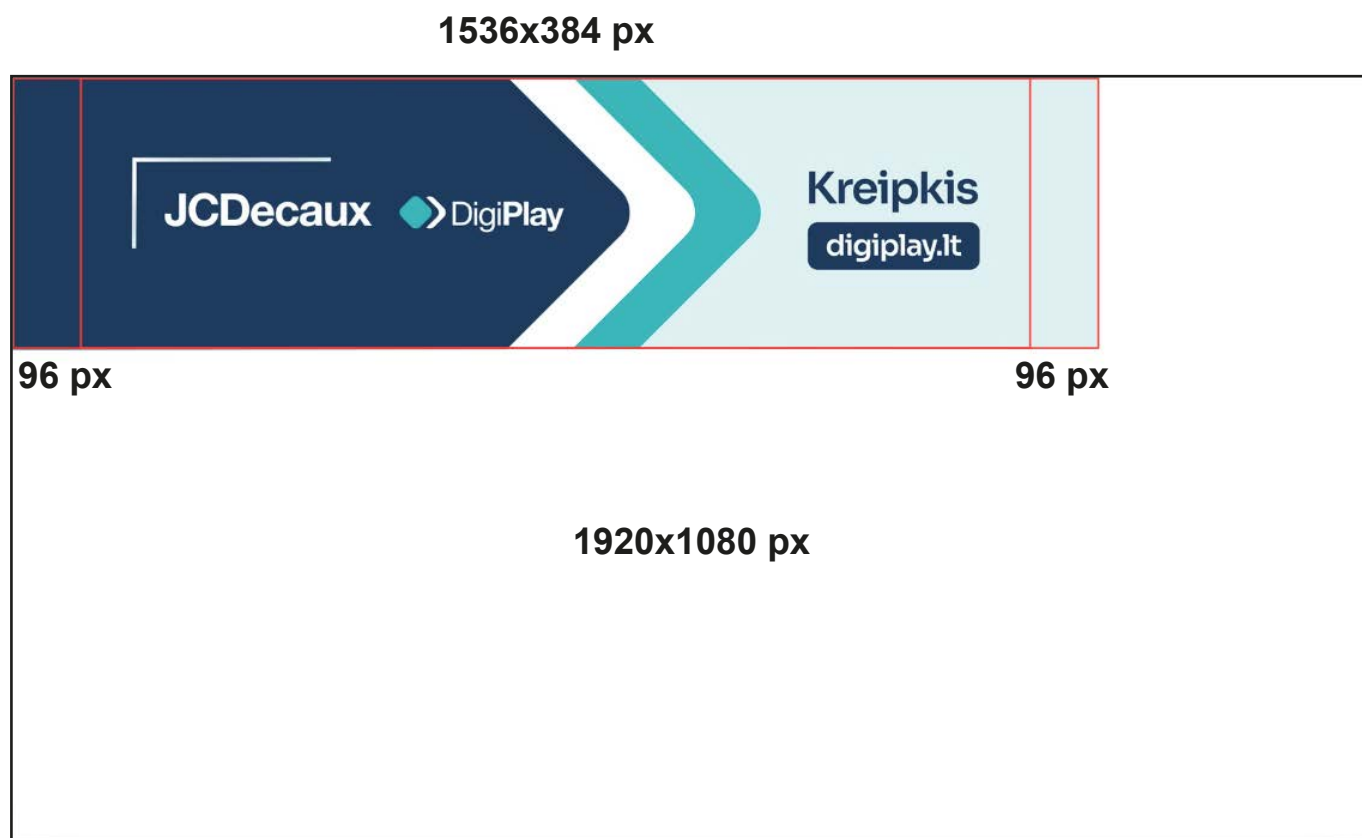 1536x384 px
JCDecaux DigiPlay
Kreipkis
digiplay.lt
96 px 96 px
1920x1080 px